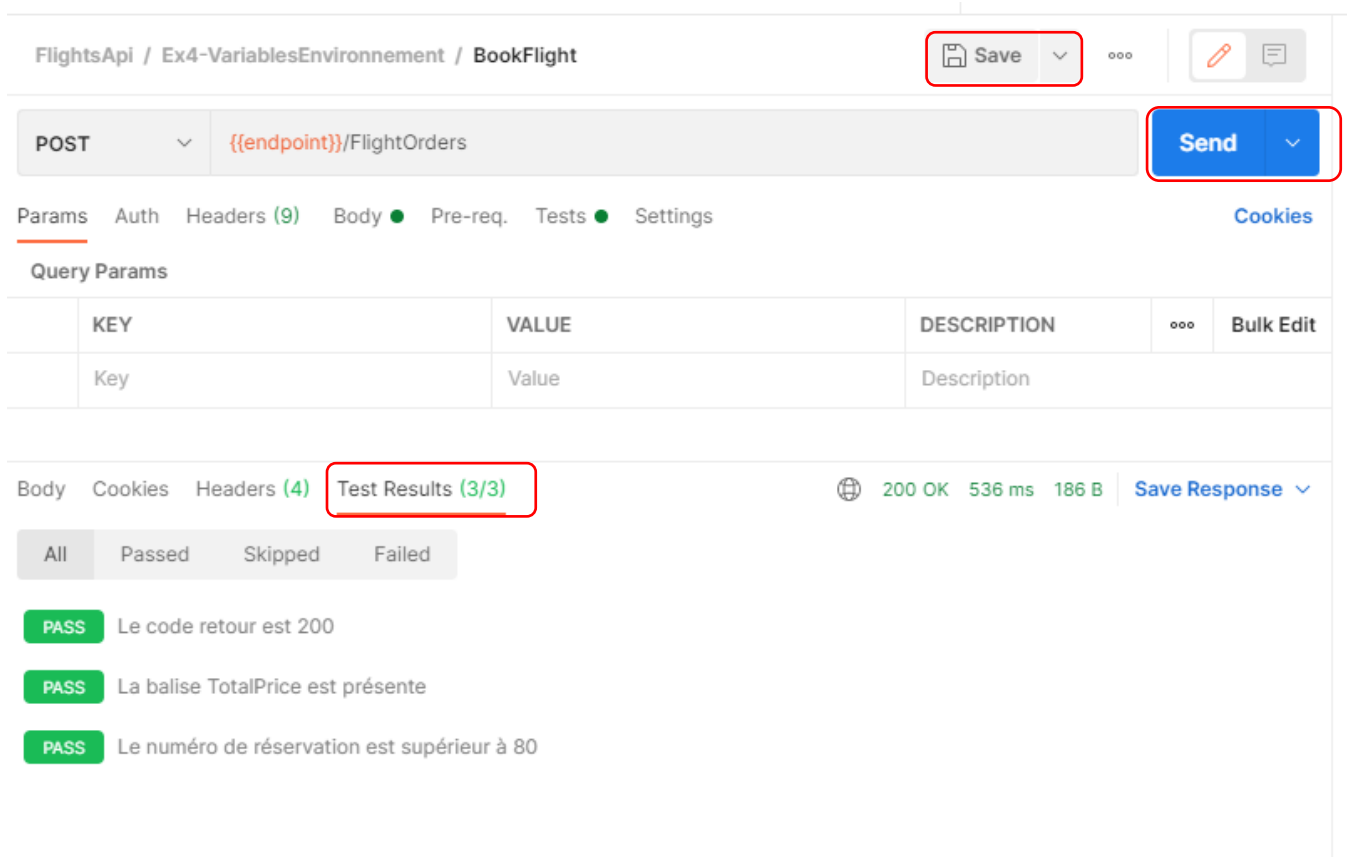 FlightsApi / Ex4-VariablesEnvironnement / BookFlight Save
POST {{endpoint}}/FlightOrders Send
Params Auth Headers (9) Body Pre-req. Tests Settings Cookies
Query Params
KEY VALUE DESCRIPTION Bulk Edit
Key Value Description
Body Cookies Headers (4) Test Results (3/3) 200 OK 536 ms 186 B Save Response
All Passed Skipped Failed
PASS Le code retour est 200
PASS La balise TotalPrice est présente
PASS Le numéro de réservation est supérieur à 80